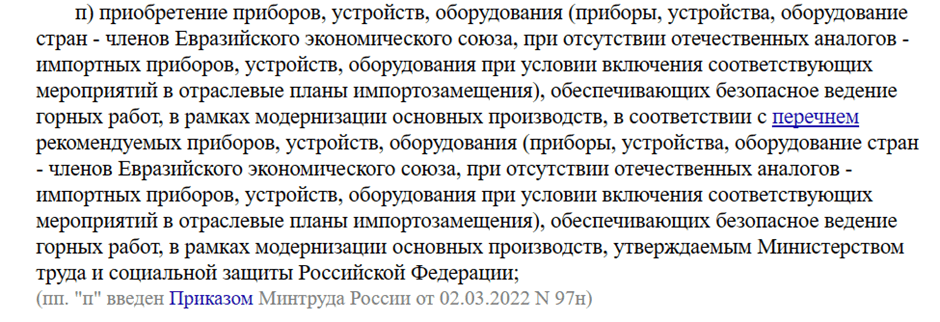 п) приобретение приборов, устройств, оборудования (приборы, устройства, оборудование
стран - членов Евразийского экономического союза, при отсутствии отечественных аналогов -
импортных приборов, устройств, оборудования при условии включения соответствующих
мероприятий в отраслевые планы импортозамещения), обеспечивающих безопасное ведение
горных работ, в рамках модернизации основных производств, в соответствии с перечнем
рекомендуемых приборов, устройств, оборудования (приборы, устройства, оборудование стран
- членов Евразийского экономического союза, при отсутствии отечественных аналогов -
импортных приборов, устройств, оборудования при условии включения соответствующих
мероприятий в отраслевые планы импортозамещения), обеспечивающих безопасное ведение
горных работ, в рамках модернизации основных производств, утверждаемым Министерством
труда и социальной защиты Российской Федерации;
(пп. "п" введен Приказом Минтруда России от 02.03.2022 N 97н)